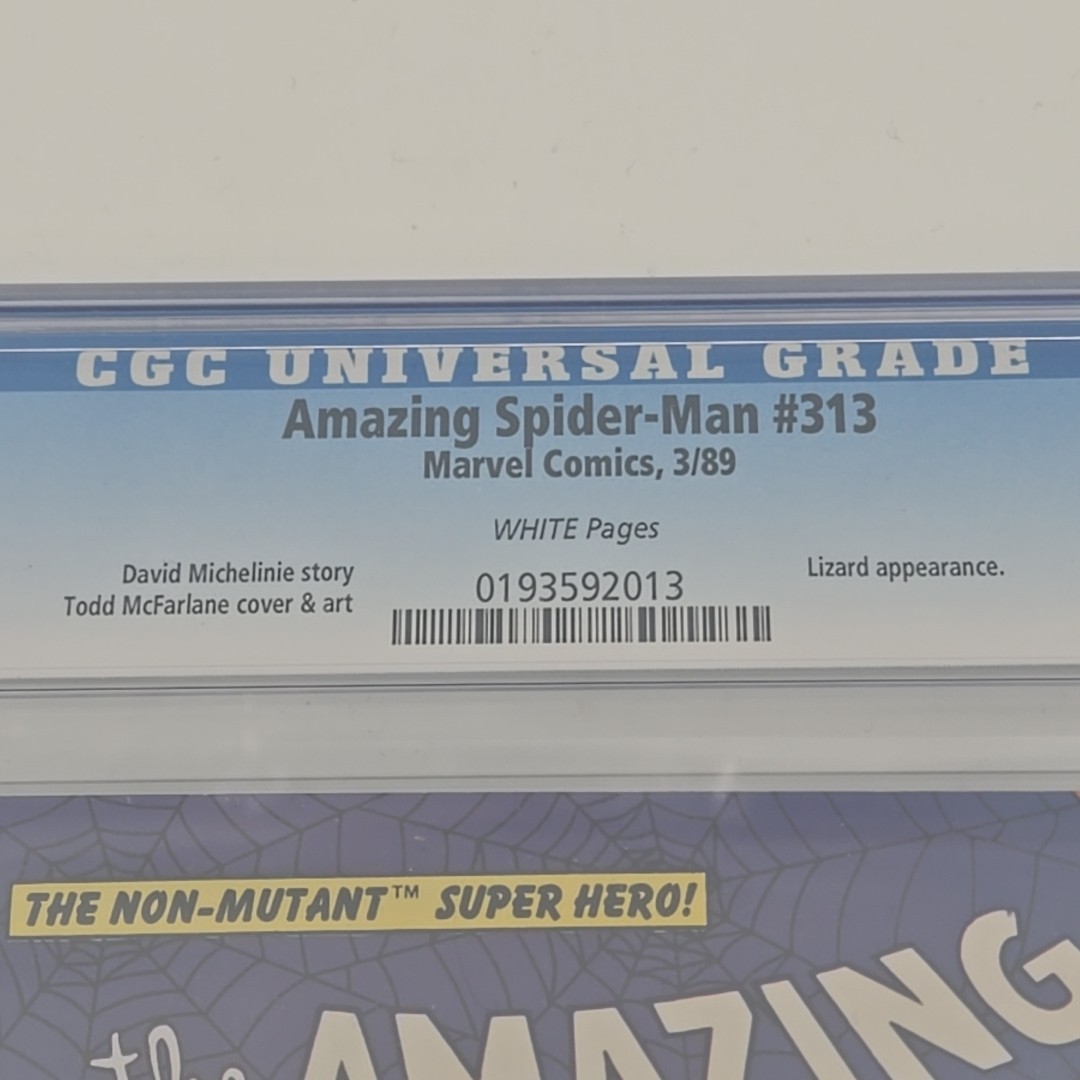 CGC UNIVERSAL GRADE
Amazing Spider-Man #313
Marvel Comics, 3/89
WHITE Pages
David Michelinie story
Todd McFarlane cover & art
0193592013
Lizard appearance.
THE NON-MUTANT™ SUPER HERO!
the AMAZING